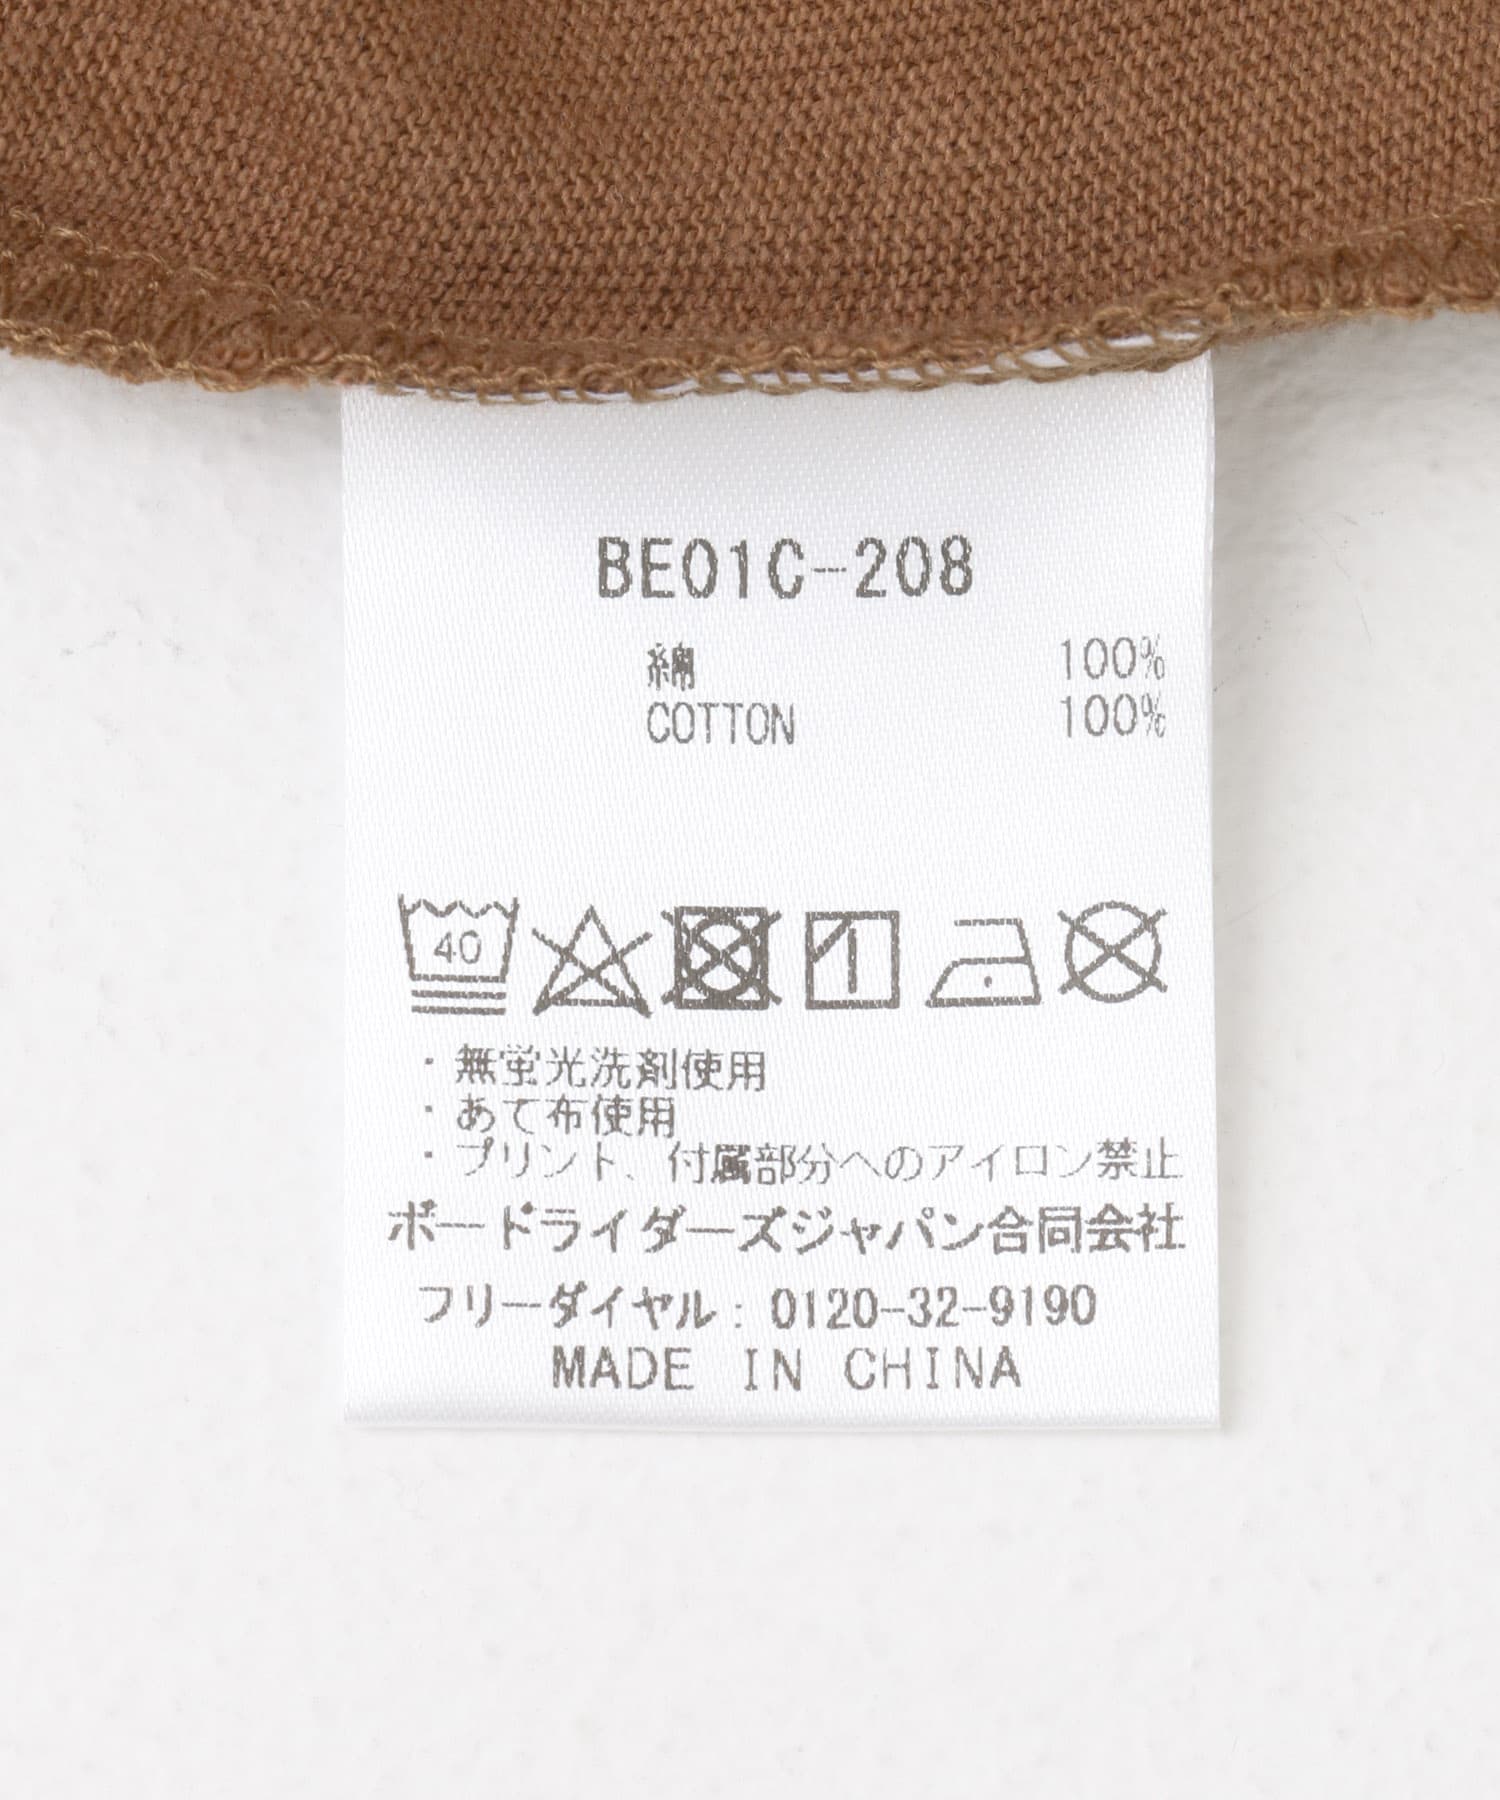 BE01C-208
綿 100%
COTTON 100%
40
・無蛍光洗剤使用
・あて布使用
・プリント、付属部分へのアイロン禁止
ボードライダーズジャパン合同会社
フリーダイヤル: 0120-32-9190
MADE IN CHINA